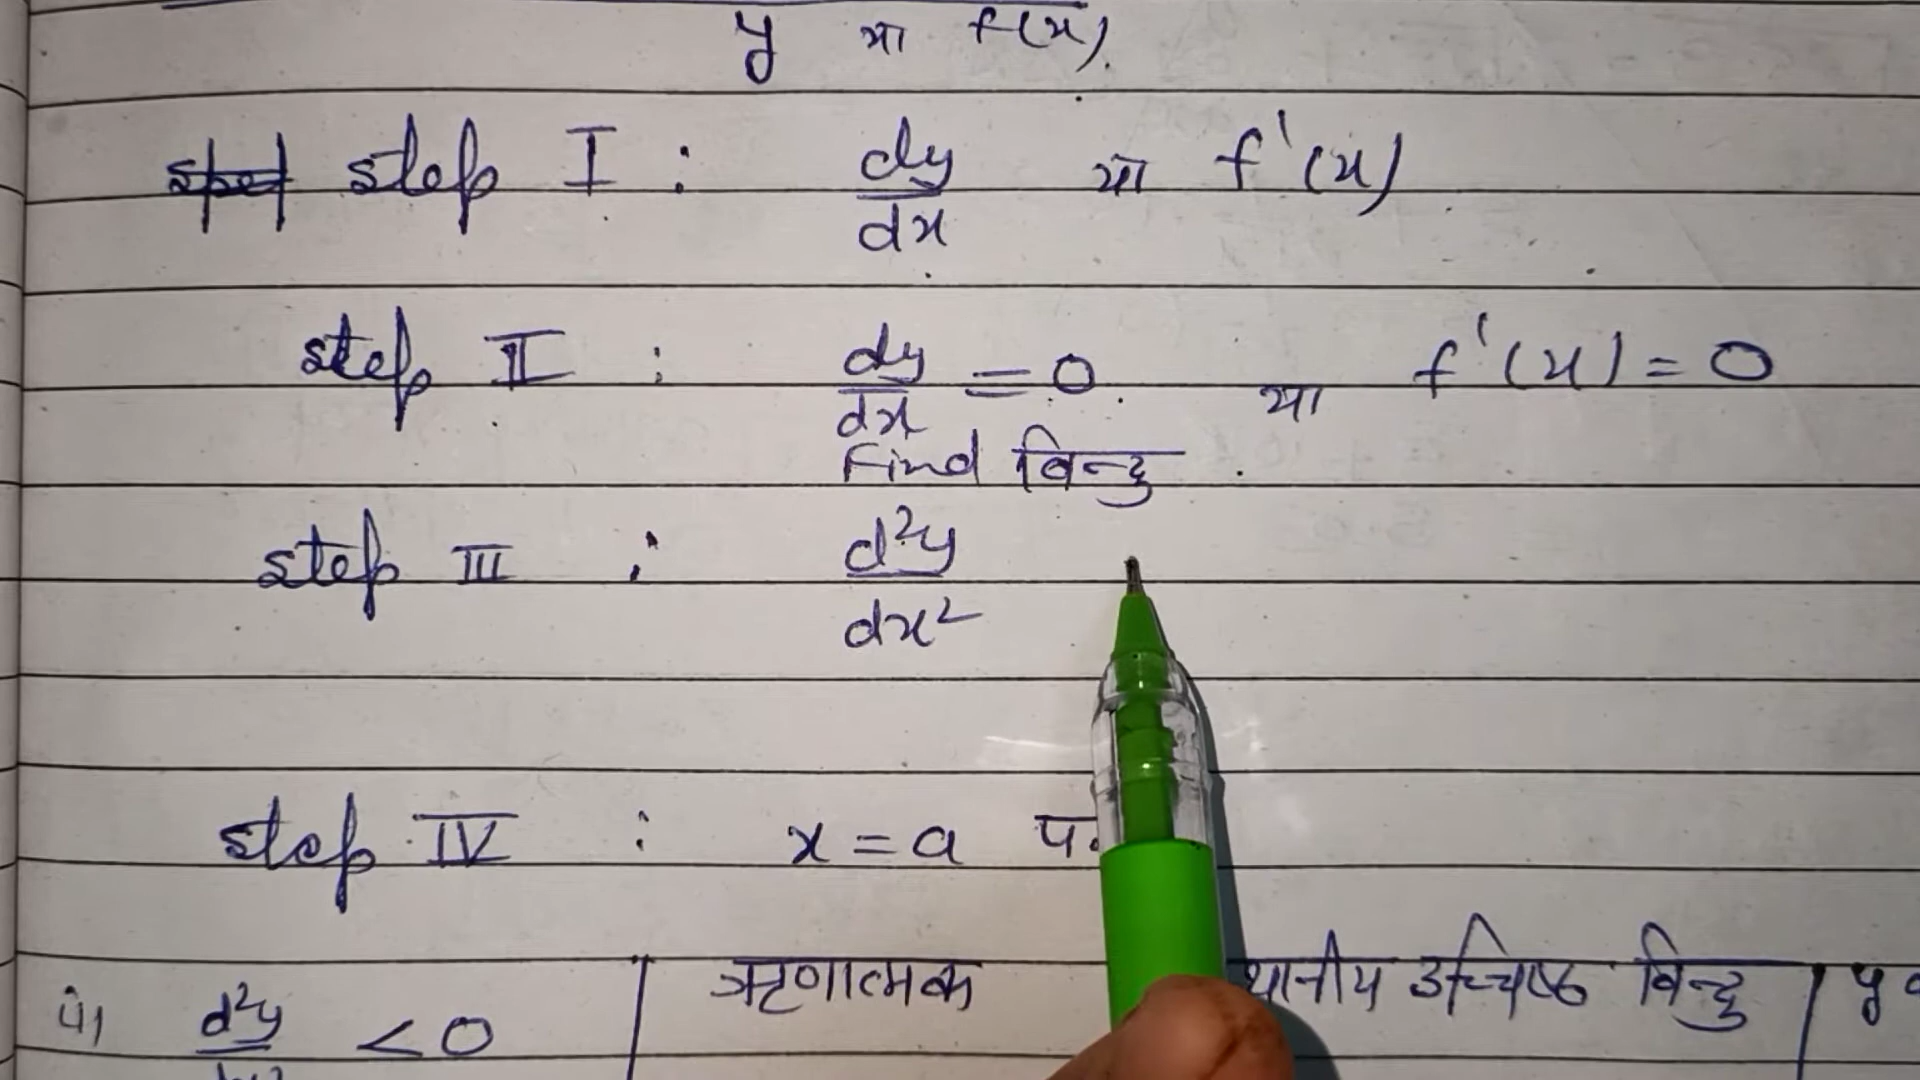 y या f(x).
step I : dy/dx या f'(x)
step II : dy/dx = 0. या f'(x) = 0
Find विन्दु .
step III : d²y/dx²
step IV : x = a
i) d²y < 0 ऋणात्मक विन्दु y